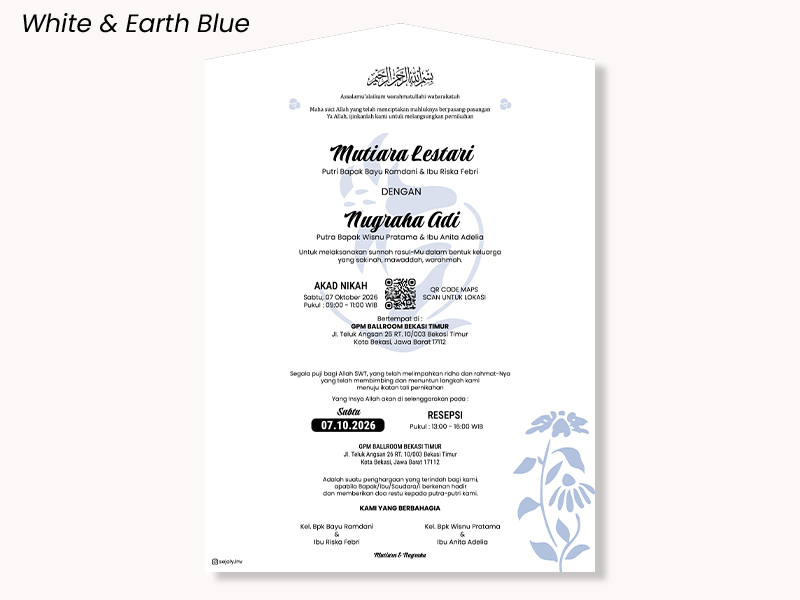 White & Earth Blue
بسم الله الرحمن الرحيم
Assalamu'alaikum warahmatullahi wabarakatuh
Maha suci Allah yang telah menciptakan mahluknya berpasang-pasangan
Ya Allah, ijinkanlah kami untuk melangsungkan pernikahan
Mutiara Lestari
Putri Bapak Bayu Ramdani & Ibu Riska Febri
DENGAN
Nugraha Adi
Putra Bapak Wisnu Pratama & Ibu Anita Adelia
Untuk melaksanakan sunnah rasul-Mu dalam bentuk keluarga
yang sakinah, mawaddah, warahmah.
AKAD NIKAH
Sabtu, 07 Oktober 2026
Pukul : 09:00 - 11:00 WIB
QR CODE MAPS
SCAN UNTUK LOKASI
Bertempat di :
GPM BALLROOM BEKASI TIMUR
Jl. Teluk Angsan 26 RT. 10/003 Bekasi Timur
Kota Bekasi, Jawa Barat 17112
Segala puji bagi Allah SWT, yang telah melimpahkan ridho dan rahmat-Nya
yang telah membimbing dan menuntun langkah kami
menuju ikatan tali pernikahan
Yang Insya Allah akan di selenggarakan pada :
Sabtu
07.10.2026
RESEPSI
Pukul : 13:00 - 16:00 WIB
GPM BALLROOM BEKASI TIMUR
Jl. Teluk Angsan 26 RT. 10/003 Bekasi Timur
Kota Bekasi, Jawa Barat 17112
Adalah suatu penghargaan yang terindah bagi kami,
apabila Bapak/Ibu/Saudara/i berkenan hadir
dan memberikan doa restu kepada putra-putri kami.
KAMI YANG BERBAHAGIA
Kel. Bpk Bayu Ramdani
&
Ibu Riska Febri
Kel. Bpk Wisnu Pratama
&
Ibu Anita Adelia
Mutiara & Nugraha
sejoly.inv